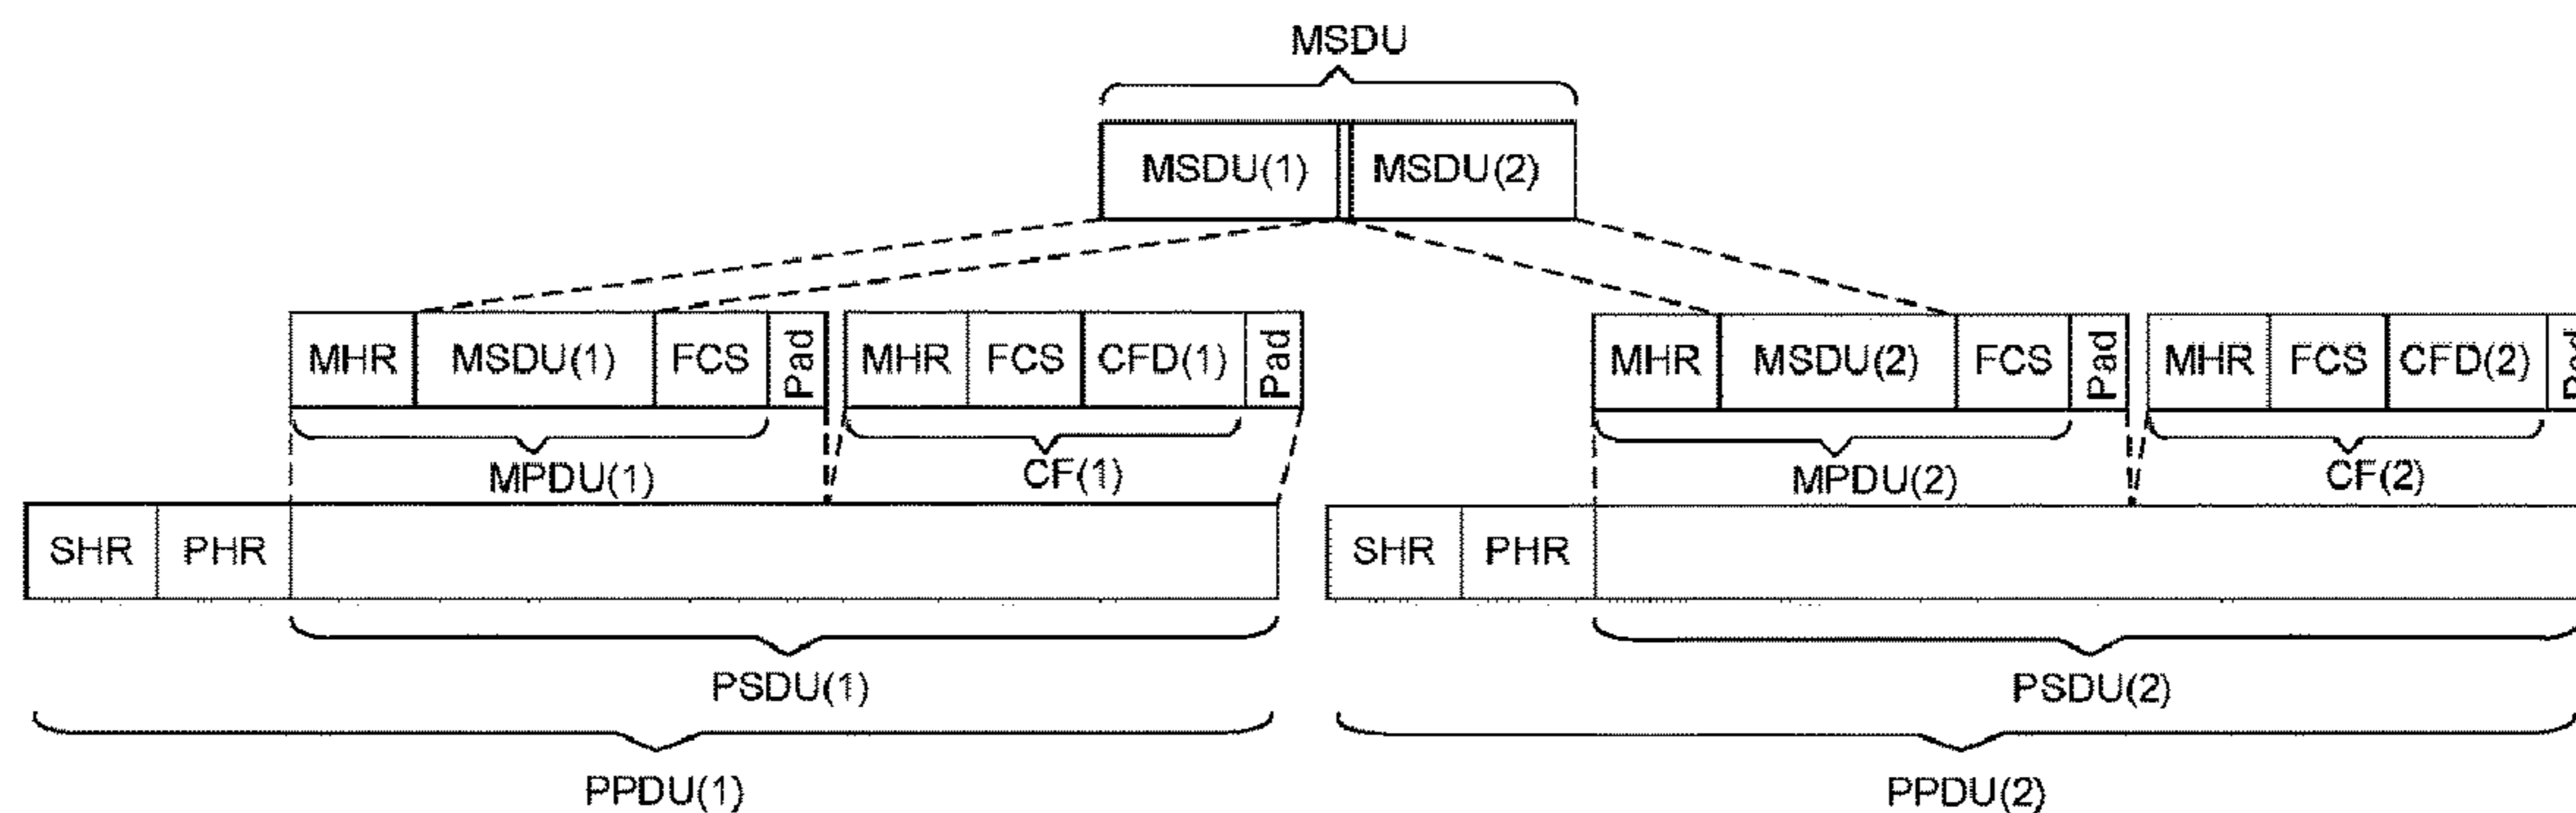 MSDU
MSDU(1) MSDU(2)
MHR MSDU(1) FCS Pad MHR FCS CFD(1) Pad MHR MSDU(2) FCS Pad MHR FCS CFD(2)
MPDU(1) CF(1) MPDU(2) CF(2)
SHR PHR SHR PHR
PSDU(1) PSDU(2)
PPDU(1) PPDU(2)